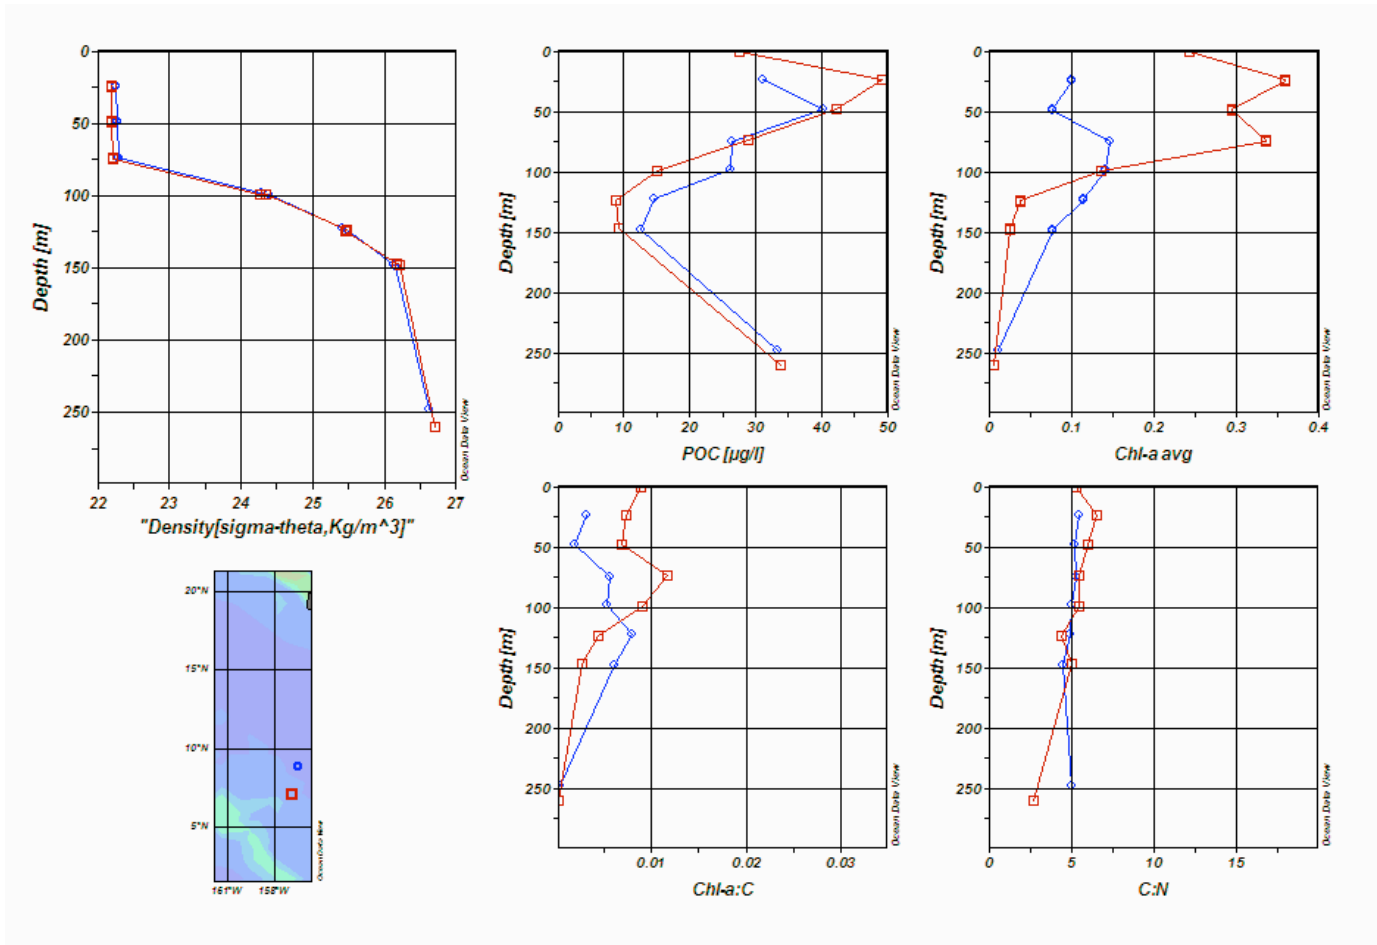 0
50
100
150
200
250
Depth [m]
22 23 24 25 26 27
"Density[sigma-theta,Kg/m^3]"
Ocean Data View
0
50
100
150
200
250
Depth [m]
0 10 20 30 40 50
POC [µg/l]
Ocean Data View
0
50
100
150
200
250
Depth [m]
0 0.1 0.2 0.3 0.4
Chl-a avg
Ocean Data View
20°N
15°N
10°N
5°N
161°W 158°W
Ocean Data View
0
50
100
150
200
250
Depth [m]
0.01 0.02 0.03
Chl-a:C
Ocean Data View
0
50
100
150
200
250
Depth [m]
0 5 10 15
C:N
Ocean Data View